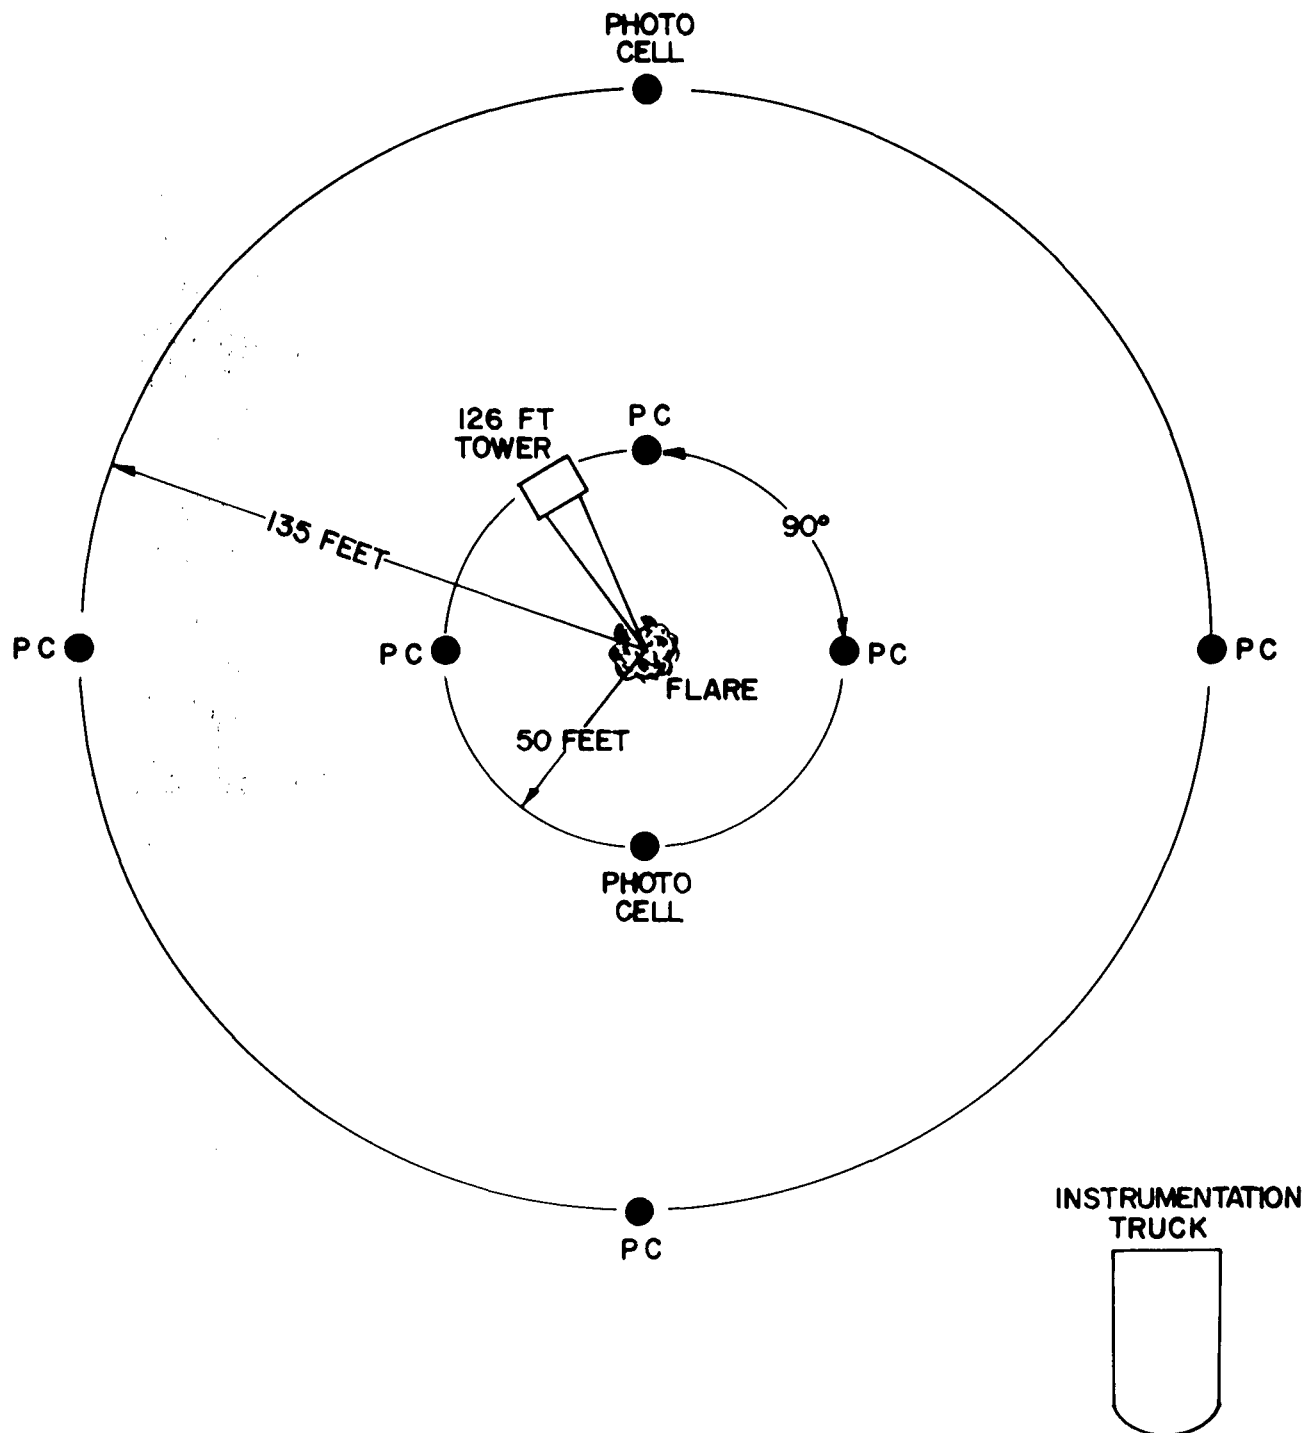 PHOTO
CELL
126 FT
TOWER
PC
90°
135 FEET
PC
PC
PC
PC
FLARE
50 FEET
PHOTO
CELL
PC
INSTRUMENTATION
TRUCK